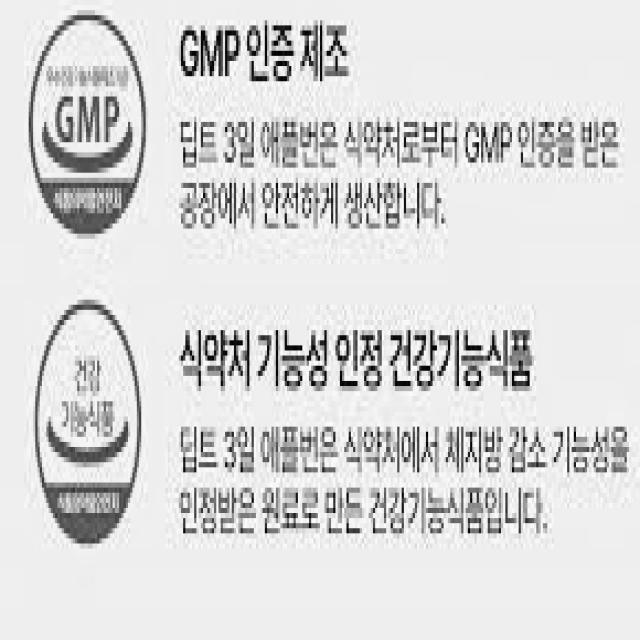 GMP
GMP 인증 제조
딥트 3일 애플번은 식약처로부터 GMP 인증을 받은
공장에서 안전하게 생산합니다.
건강
기능식품
식약처 기능성 인정 건강기능식품
딥트 3일 애플번은 식약처에서 체지방 감소 기능성을
인정받은 원료로 만든 건강기능식품입니다.